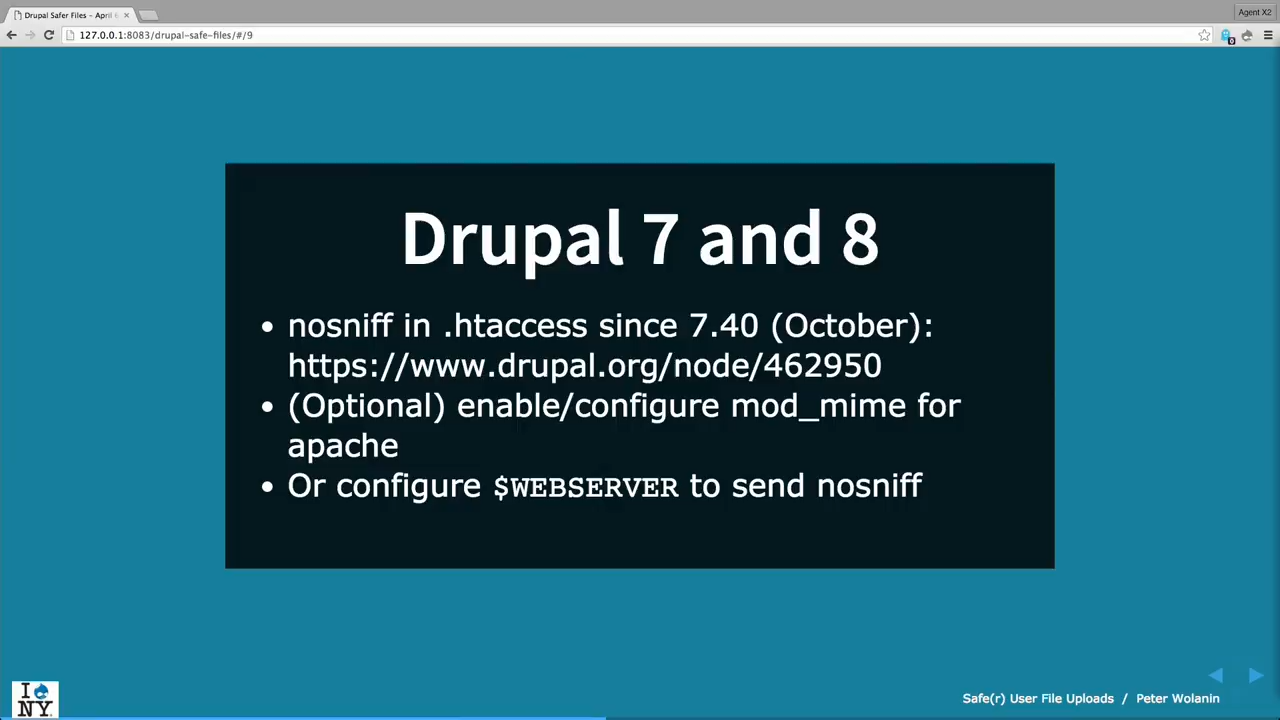 Drupal Safer Files – April
Agent X2
127.0.0.1:8083/drupal-safe-files/#/9
Drupal 7 and 8
• nosniff in .htaccess since 7.40 (October):
https://www.drupal.org/node/462950
• (Optional) enable/configure mod_mime for
apache
• Or configure $WEBSERVER to send nosniff
I
NY
Safe(r) User File Uploads / Peter Wolanin